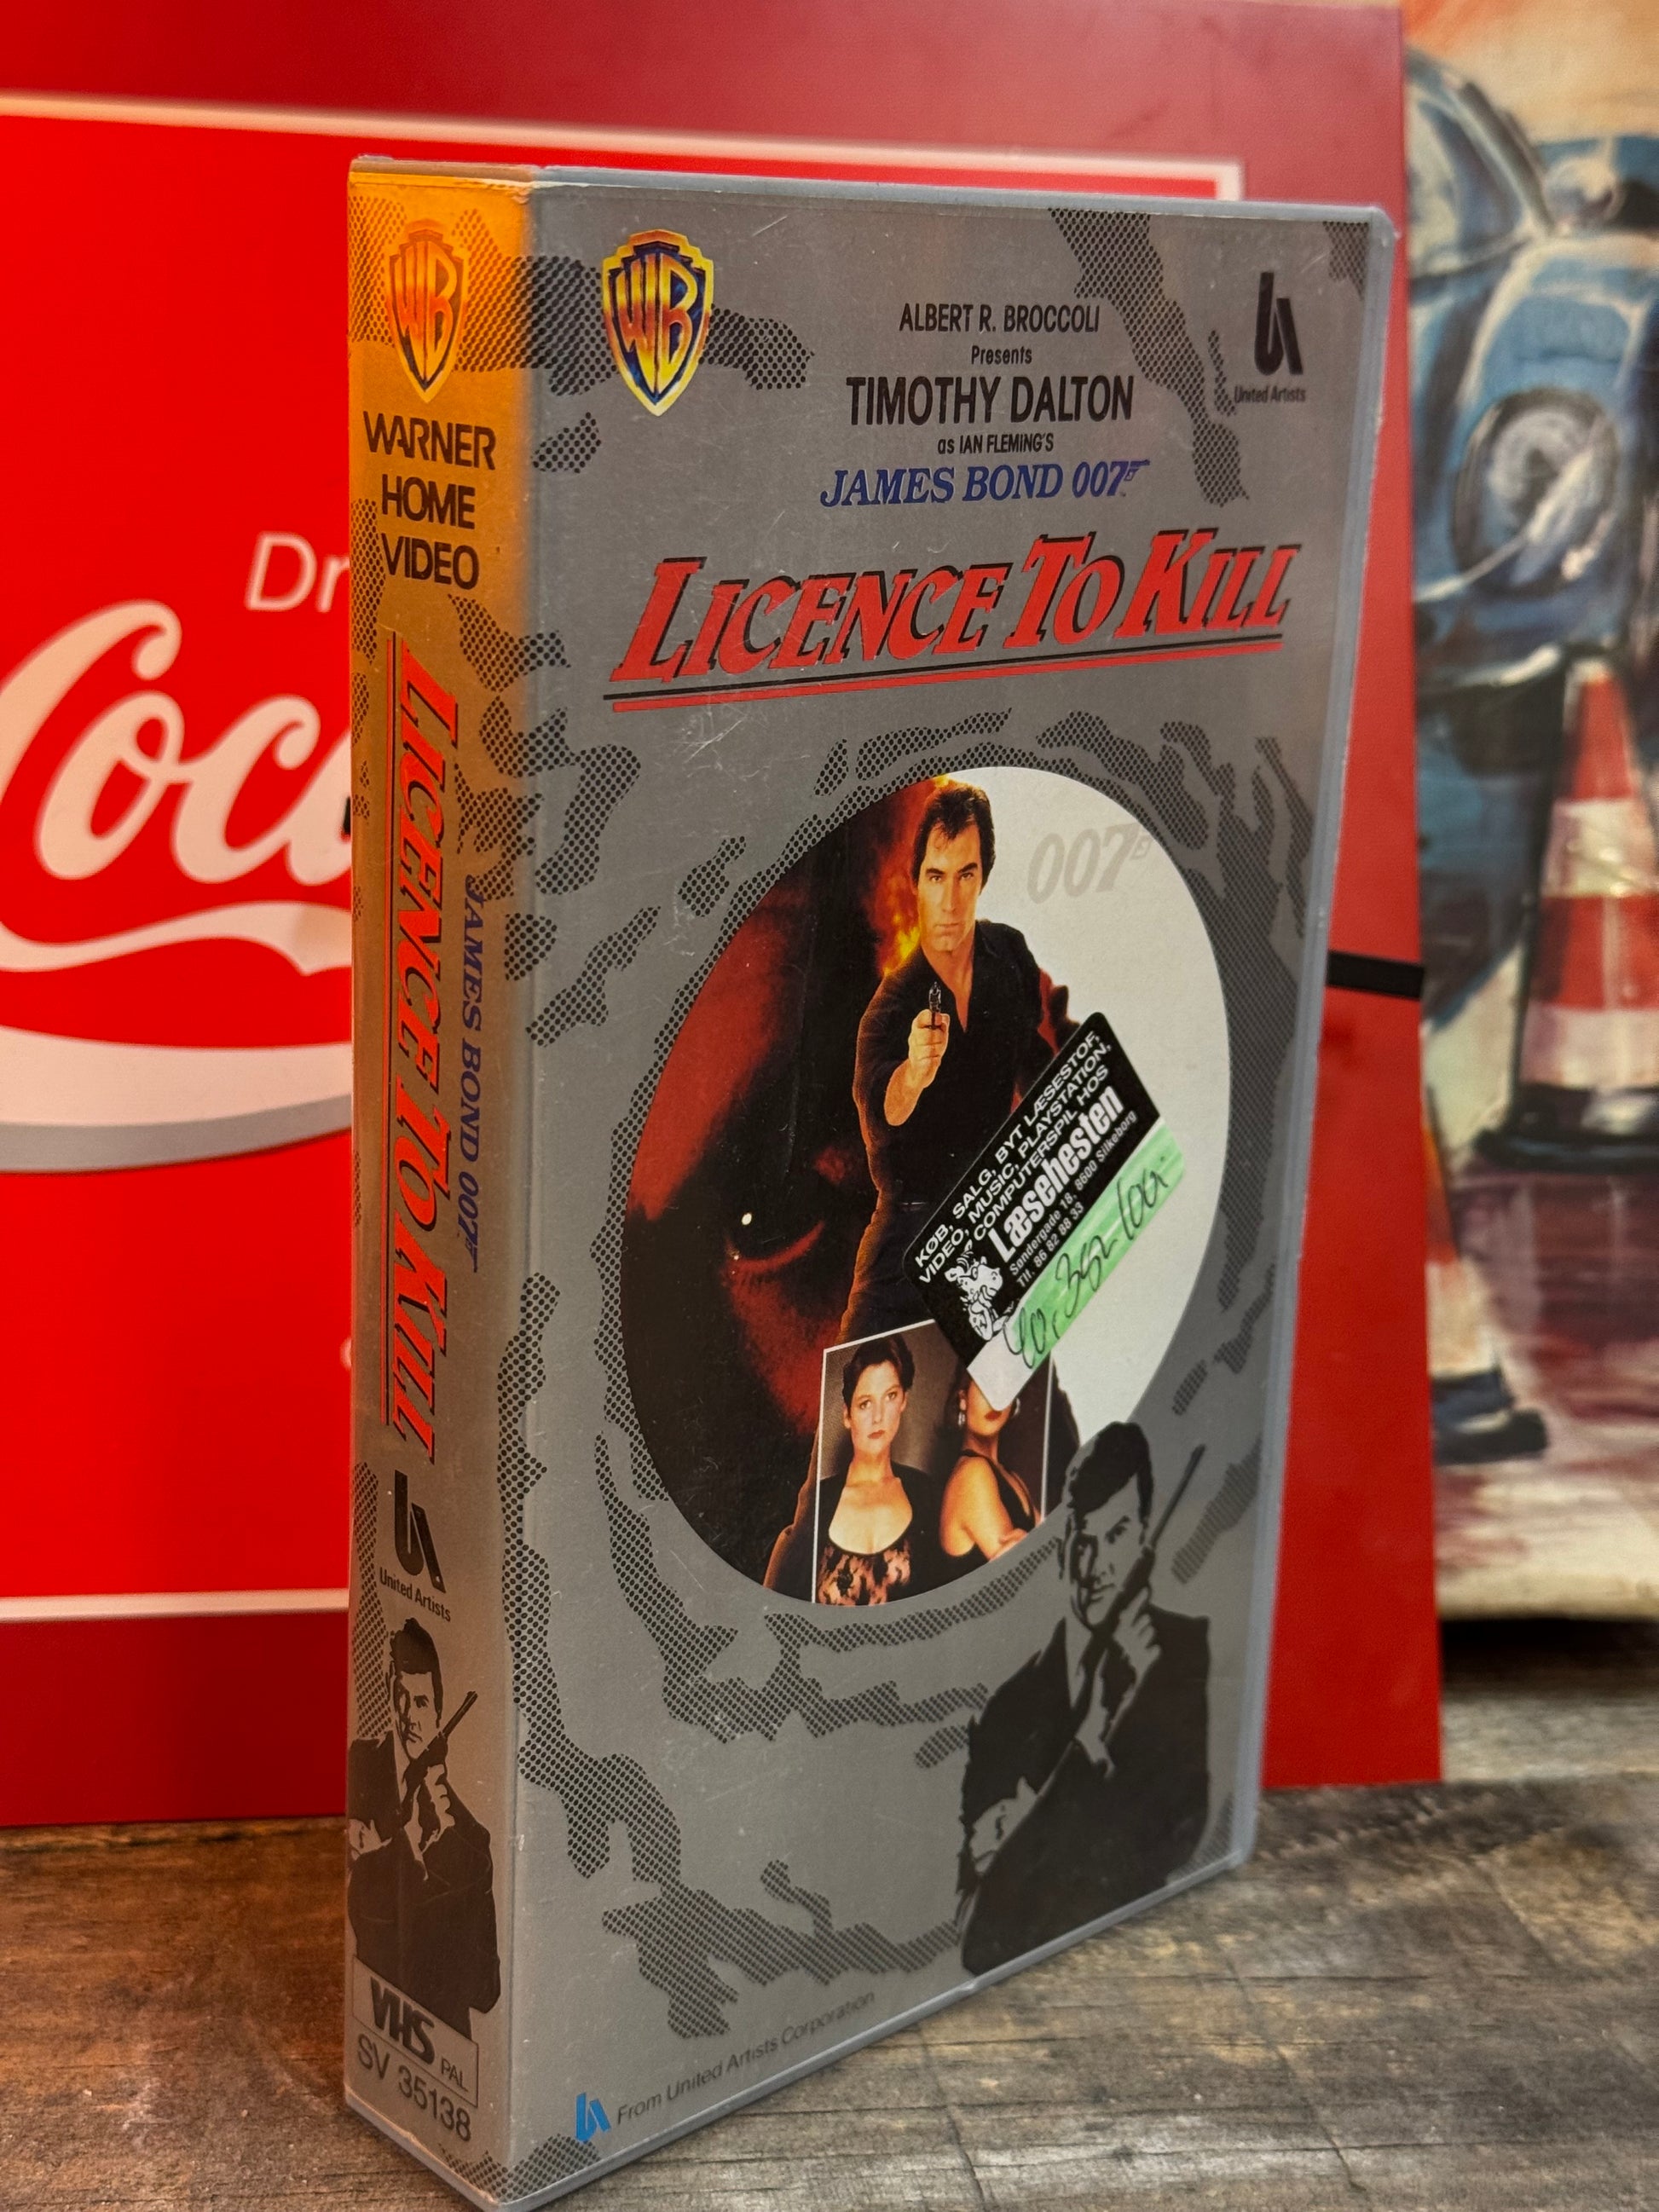 Dr
Coca
WB
WARNER
HOME
VIDEO
LICENCE TO KILL
JAMES BOND 007
United Artists
VHS
PAL
SV 35138
WB
ALBERT R. BROCCOLI
Presents
TIMOTHY DALTON
as IAN FLEMING'S
JAMES BOND 007
United Artists
LICENCE TO KILL
007
KØB, SALG, BYT LÆSESTOF,
VIDEO, MUSIC, PLAYSTATION,
COMPUTERSPIL HOS
Læsehesten
Søndergade 18, 8600 Silkeborg
Tlf. 86 82 88 33
From United Artists Corporation